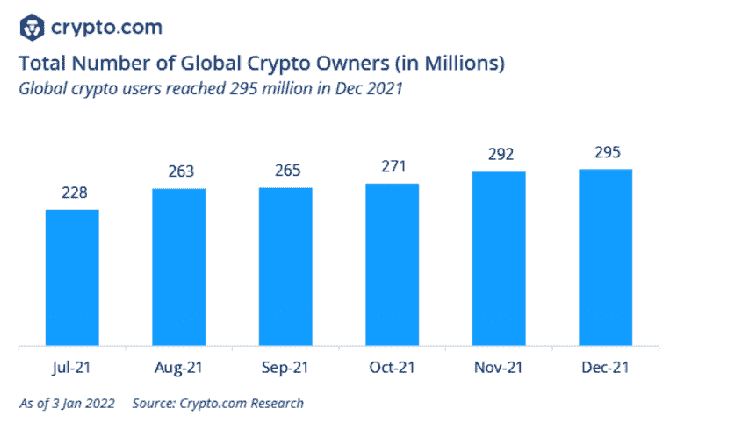 crypto.com
Total Number of Global Crypto Owners (in Millions)
Global crypto users reached 295 million in Dec 2021
228 263 265 271 292 295
Jul-21 Aug-21 Sep-21 Oct-21 Nov-21 Dec-21
As of 3 Jan 2022 Source: Crypto.com Research